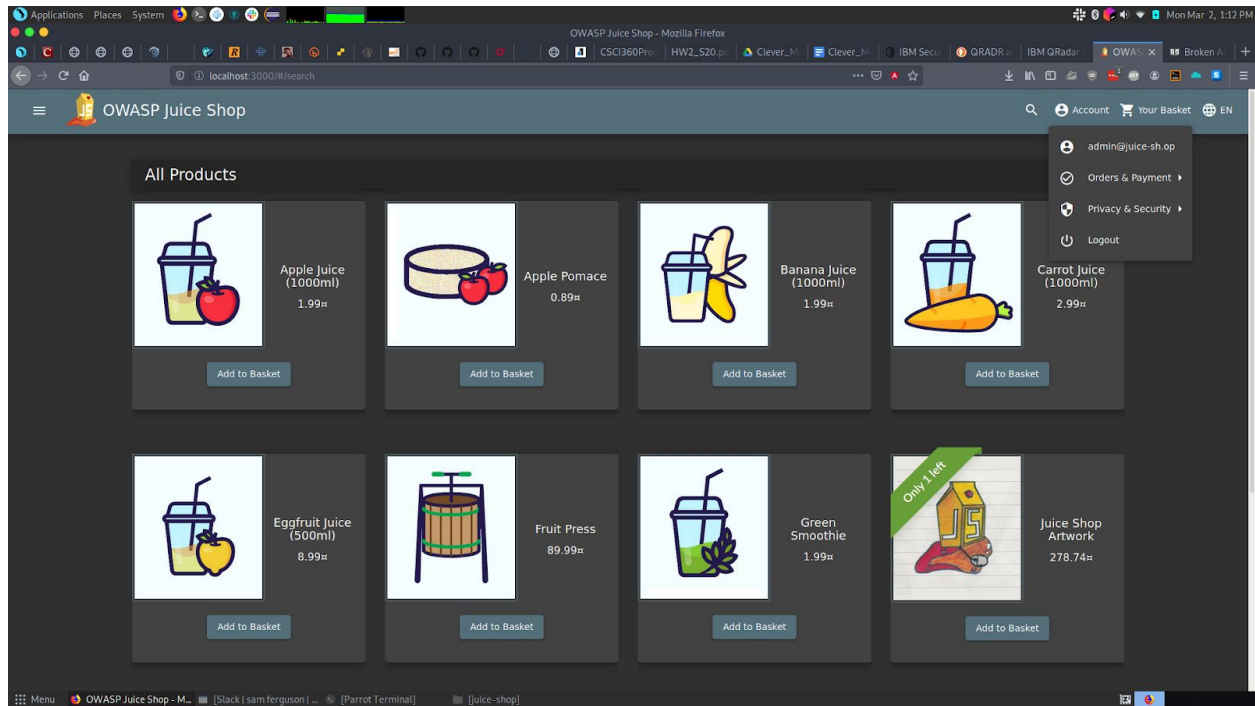 Applications Places System
Mon Mar 2, 1:12 PM
OWASP Juice Shop - Mozilla Firefox
CSCI360Proj
HW2_S20.pd
Clever_M
Clever_M
IBM Secur
QRADR a
IBM QRadar
OWAS
Broken A
localhost:3000/#/search
OWASP Juice Shop
Account
Your Basket
EN
admin@juice-sh.op
Orders & Payment
Privacy & Security
Logout
All Products
Apple Juice
(1000ml)
1.99¤
Add to Basket
Apple Pomace
0.89¤
Add to Basket
Banana Juice
(1000ml)
1.99¤
Add to Basket
Carrot Juice
(1000ml)
2.99¤
Add to Basket
Eggfruit Juice
(500ml)
8.99¤
Add to Basket
Fruit Press
89.99¤
Add to Basket
Green
Smoothie
1.99¤
Add to Basket
Only 1 left
JS
Juice Shop
Artwork
278.74¤
Add to Basket
Menu
OWASP Juice Shop - M...
[Slack | sam ferguson | ...
[Parrot Terminal]
[juice-shop]